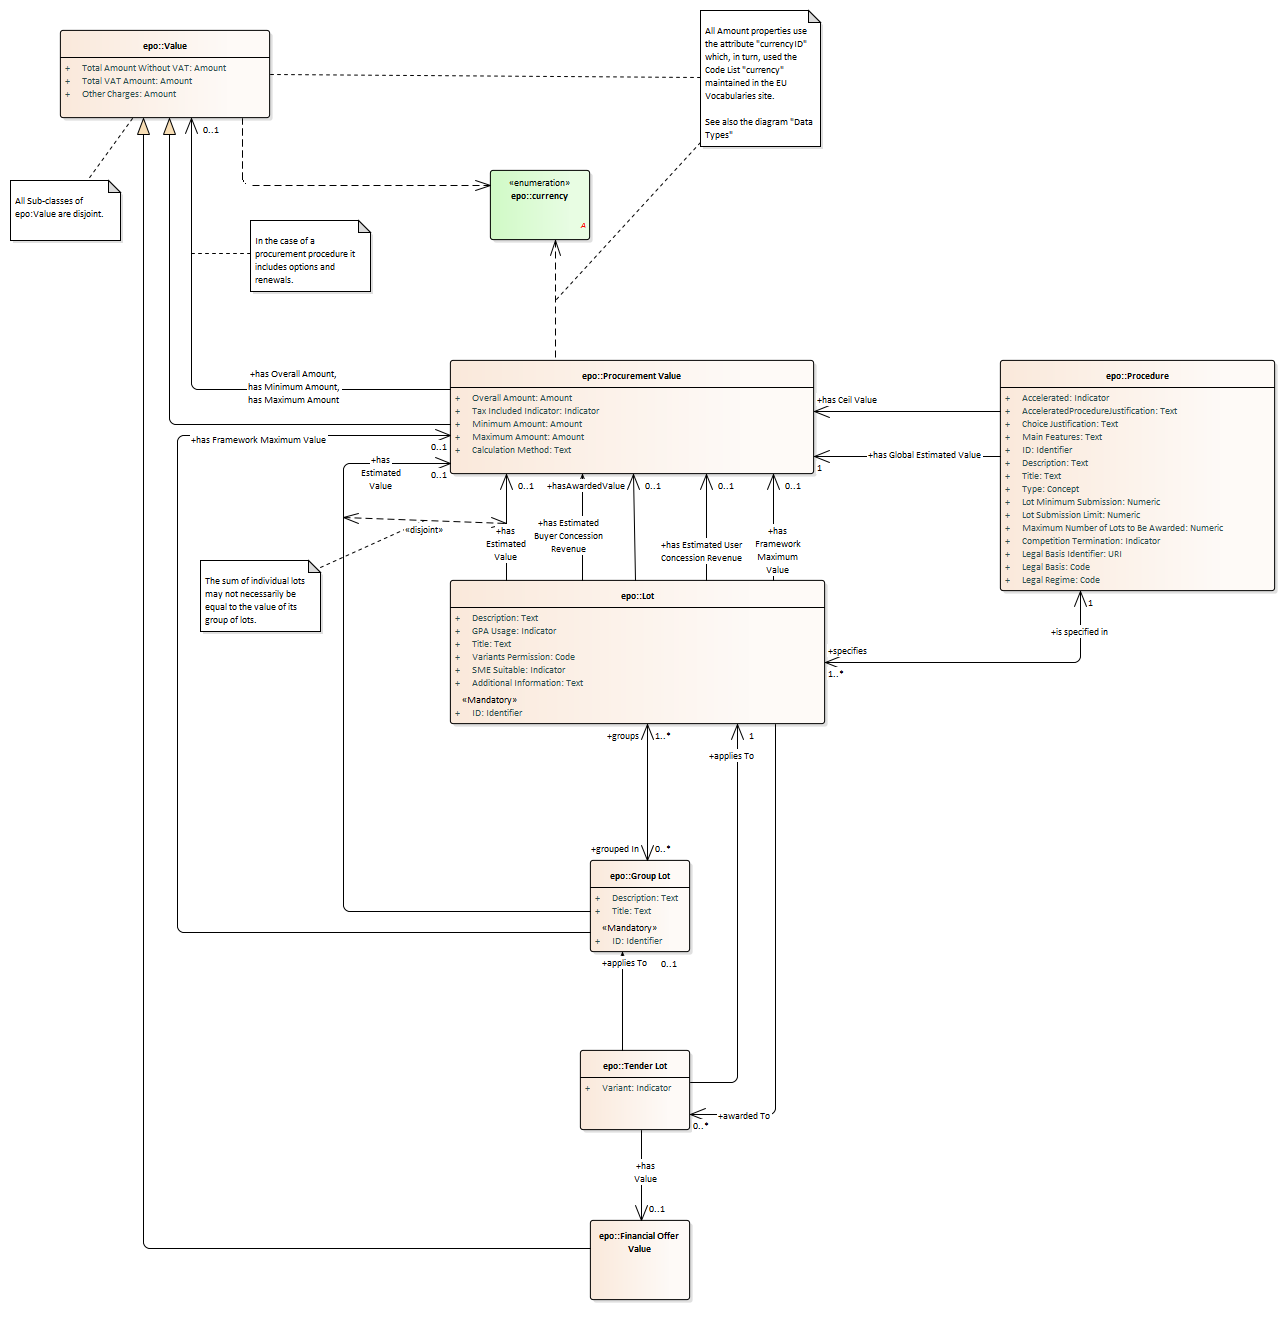 epo::Value
+ Total Amount Without VAT: Amount
+ Total VAT Amount: Amount
+ Other Charges: Amount
All Amount properties use
the attribute "currencyID"
which, in turn, used the
Code List "currency"
maintained in the EU
Vocabularies site.
See also the diagram "Data
Types"
0..1
All Sub-classes of
epo:Value are disjoint.
«enumeration»
epo::currency
A
In the case of a
procurement procedure it
includes options and
renewals.
+has Overall Amount,
has Minimum Amount,
has Maximum Amount
epo::Procurement Value
+ Overall Amount: Amount
+ Tax Included Indicator: Indicator
+ Minimum Amount: Amount
+ Maximum Amount: Amount
+ Calculation Method: Text
+has Ceil Value
+has Global Estimated Value
1
epo::Procedure
+ Accelerated: Indicator
+ AcceleratedProcedureJustification: Text
+ Choice Justification: Text
+ Main Features: Text
+ ID: Identifier
+ Description: Text
+ Title: Text
+ Type: Concept
+ Lot Minimum Submission: Numeric
+ Lot Submission Limit: Numeric
+ Maximum Number of Lots to Be Awarded: Numeric
+ Competition Termination: Indicator
+ Legal Basis Identifier: URI
+ Legal Basis: Code
+ Legal Regime: Code
+has Framework Maximum Value
0..1
+has
Estimated
Value
0..1
0..1
+hasAwardedValue
0..1
0..1
0..1
«disjoint»
+has
Estimated
Value
+has Estimated
Buyer Concession
Revenue
+has Estimated User
Concession Revenue
+has
Framework
Maximum
Value
The sum of individual lots
may not necessarily be
equal to the value of its
group of lots.
epo::Lot
+ Description: Text
+ GPA Usage: Indicator
+ Title: Text
+ Variants Permission: Code
+ SME Suitable: Indicator
+ Additional Information: Text
«Mandatory»
+ ID: Identifier
1
+is specified in
+specifies
1..*
+groups
1..*
1
+applies To
+grouped In
0..*
epo::Group Lot
+ Description: Text
+ Title: Text
«Mandatory»
+ ID: Identifier
+applies To
0..1
epo::Tender Lot
+ Variant: Indicator
+awarded To
0..*
+has
Value
0..1
epo::Financial Offer
Value